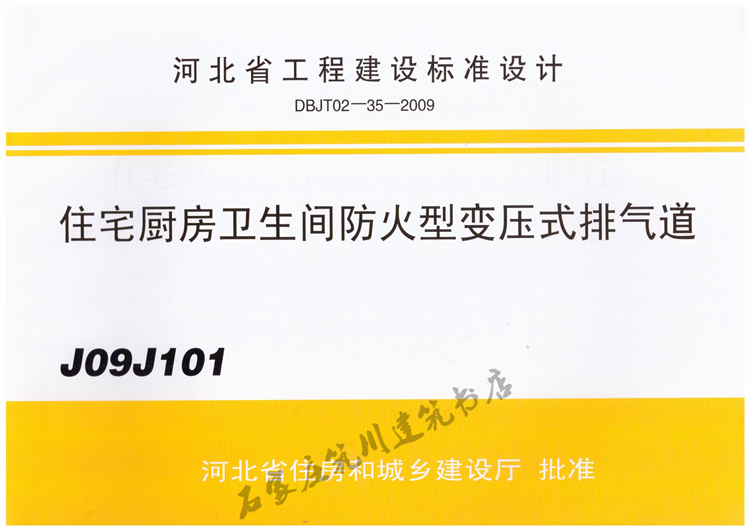 河北省工程建设标准设计
DBJT02—35—2009
住宅厨房卫生间防火型变压式排气道
J09J101
河北省住房和城乡建设厅 批准
石家庄筑川建筑书店